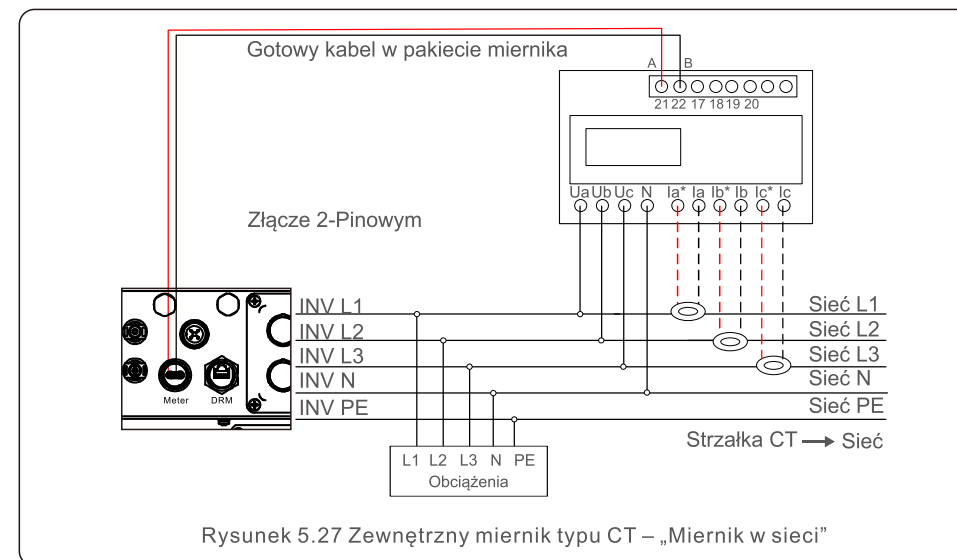 Gotowy kabel w pakiecie miernika
A B
21 22 17 18 19 20
Ua Ub Uc N Ia* Ia Ib* Ib Ic* Ic
Złącze 2-Pinowym
INV L1
INV L2
INV L3
INV N
INV PE
Sieć L1
Sieć L2
Sieć L3
Sieć N
Sieć PE
Meter DRM
Strzałka CT → Sieć
L1 L2 L3 N PE
Obciążenia
Rysunek 5.27 Zewnętrzny miernik typu CT – „Miernik w sieci”